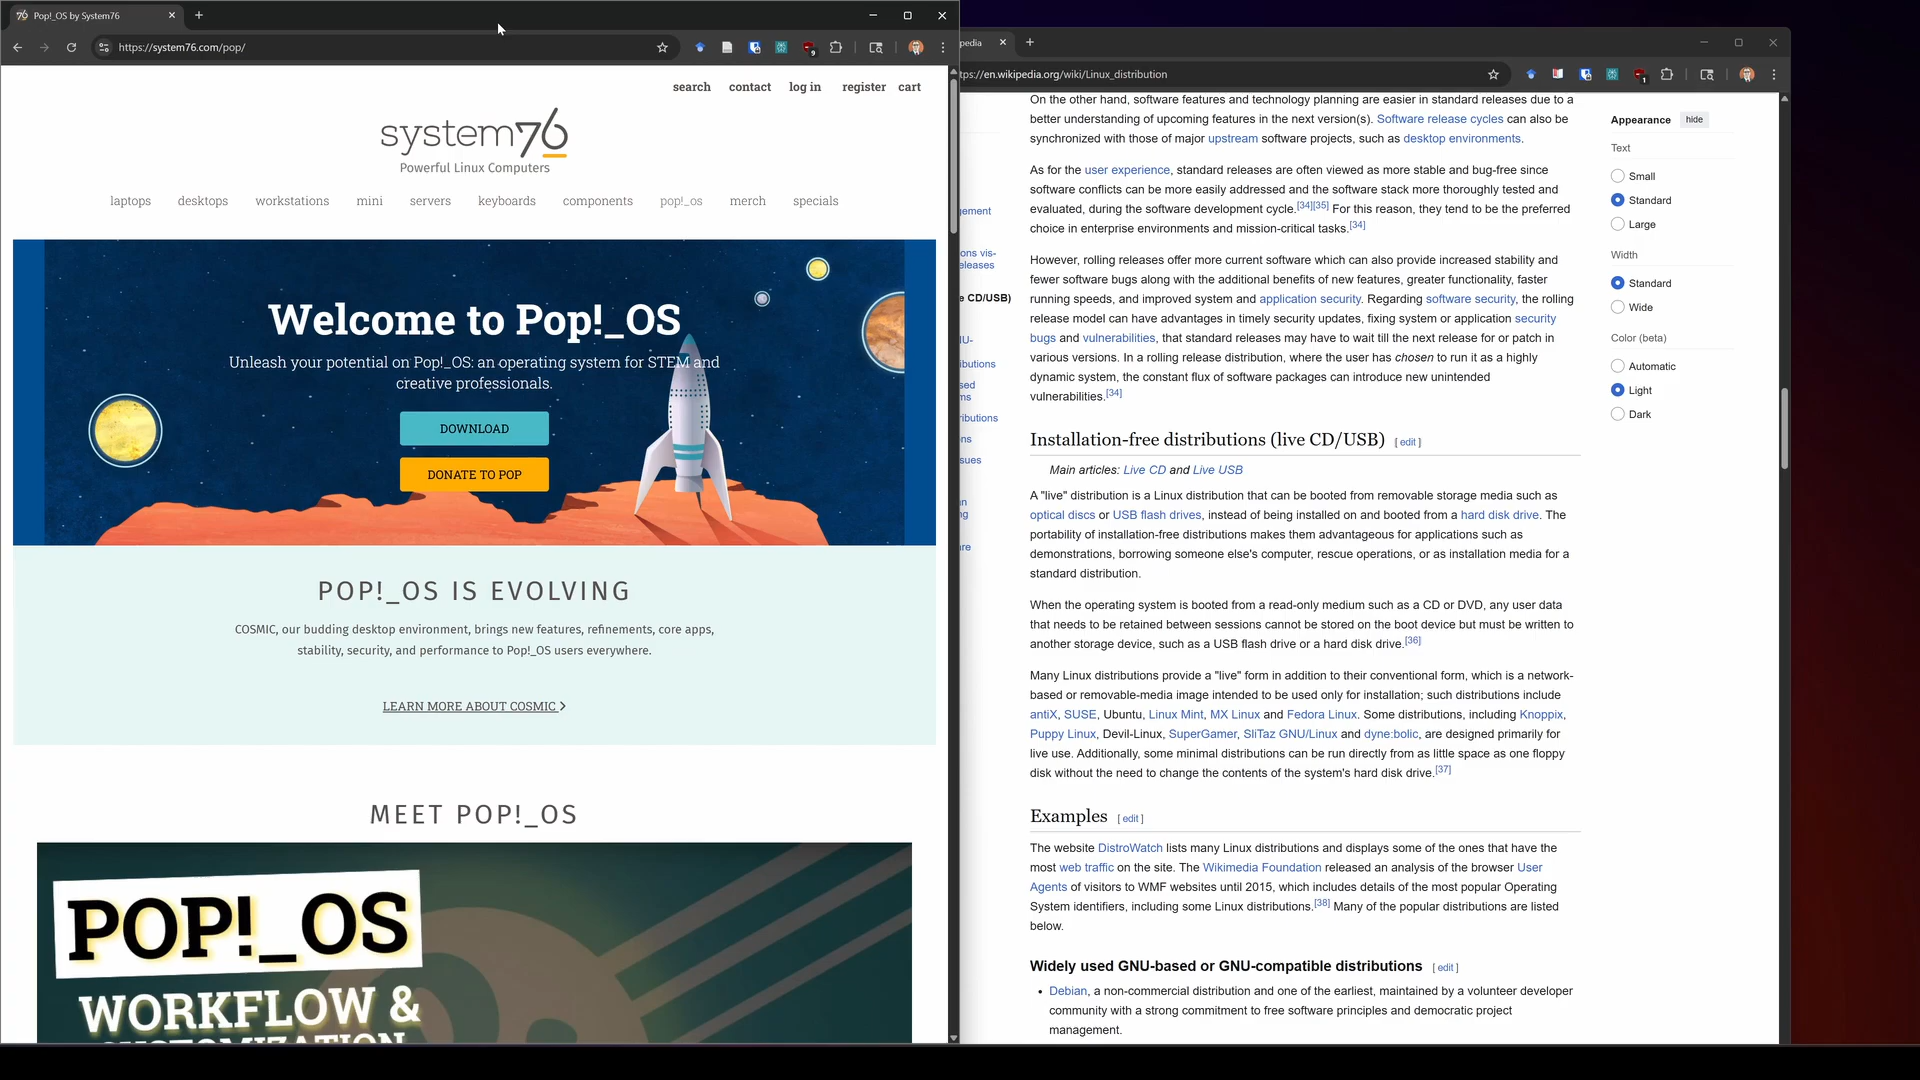 Pop!_OS by System76
https://system76.com/pop/
9
search contact log in register cart
system76
Powerful Linux Computers
laptops desktops workstations mini servers keyboards components pop!_os merch specials
Welcome to Pop!_OS
Unleash your potential on Pop!_OS: an operating system for STEM and
creative professionals.
DOWNLOAD
DONATE TO POP
POP!_OS IS EVOLVING
COSMIC, our budding desktop environment, brings new features, refinements, core apps,
stability, security, and performance to Pop!_OS users everywhere.
LEARN MORE ABOUT COSMIC
MEET POP!_OS
POP!_OS
WORKFLOW &
CUSTOMIZATION
pedia
tps://en.wikipedia.org/wiki/Linux_distribution
1
gement
ons vis-
eleases
e CD/USB)
IU-
ibutions
sed
ms
ributions
ns
sues
n
ng
re
On the other hand, software features and technology planning are easier in standard releases due to a
better understanding of upcoming features in the next version(s). Software release cycles can also be
synchronized with those of major upstream software projects, such as desktop environments.
As for the user experience, standard releases are often viewed as more stable and bug-free since
software conflicts can be more easily addressed and the software stack more thoroughly tested and
evaluated, during the software development cycle.[34][35] For this reason, they tend to be the preferred
choice in enterprise environments and mission-critical tasks.[34]
However, rolling releases offer more current software which can also provide increased stability and
fewer software bugs along with the additional benefits of new features, greater functionality, faster
running speeds, and improved system and application security. Regarding software security, the rolling
release model can have advantages in timely security updates, fixing system or application security
bugs and vulnerabilities, that standard releases may have to wait till the next release for or patch in
various versions. In a rolling release distribution, where the user has chosen to run it as a highly
dynamic system, the constant flux of software packages can introduce new unintended
vulnerabilities.[34]
Installation-free distributions (live CD/USB) [ edit ]
Main articles: Live CD and Live USB
A "live" distribution is a Linux distribution that can be booted from removable storage media such as
optical discs or USB flash drives, instead of being installed on and booted from a hard disk drive. The
portability of installation-free distributions makes them advantageous for applications such as
demonstrations, borrowing someone else's computer, rescue operations, or as installation media for a
standard distribution.
When the operating system is booted from a read-only medium such as a CD or DVD, any user data
that needs to be retained between sessions cannot be stored on the boot device but must be written to
another storage device, such as a USB flash drive or a hard disk drive.[36]
Many Linux distributions provide a "live" form in addition to their conventional form, which is a network-
based or removable-media image intended to be used only for installation; such distributions include
antiX, SUSE, Ubuntu, Linux Mint, MX Linux and Fedora Linux. Some distributions, including Knoppix,
Puppy Linux, Devil-Linux, SuperGamer, SliTaz GNU/Linux and dyne:bolic, are designed primarily for
live use. Additionally, some minimal distributions can be run directly from as little space as one floppy
disk without the need to change the contents of the system's hard disk drive.[37]
Examples [ edit ]
The website DistroWatch lists many Linux distributions and displays some of the ones that have the
most web traffic on the site. The Wikimedia Foundation released an analysis of the browser User
Agents of visitors to WMF websites until 2015, which includes details of the most popular Operating
System identifiers, including some Linux distributions.[38] Many of the popular distributions are listed
below.
Widely used GNU-based or GNU-compatible distributions [ edit ]
• Debian, a non-commercial distribution and one of the earliest, maintained by a volunteer developer
community with a strong commitment to free software principles and democratic project
management.
Appearance hide
Text
Small
Standard
Large
Width
Standard
Wide
Color (beta)
Automatic
Light
Dark